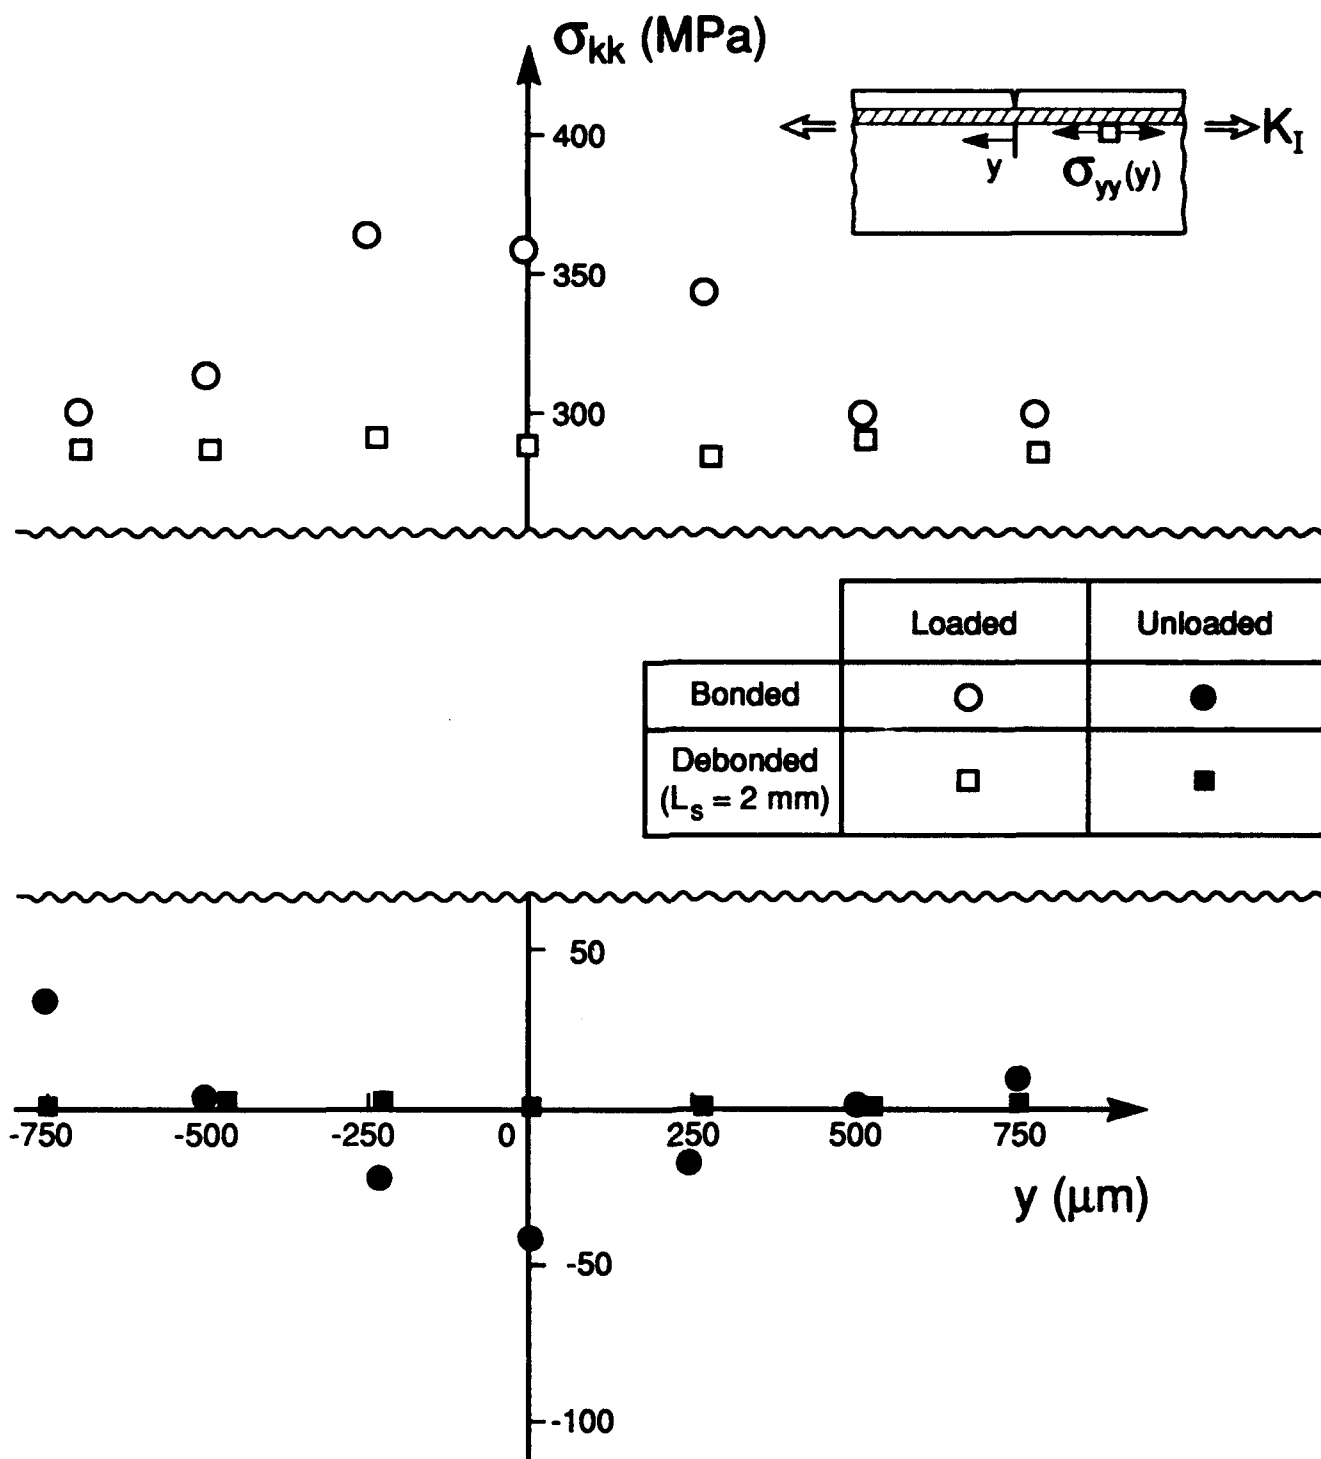 σkk (MPa)
400
350
300
KI
y
σyy(y)
Loaded
Unloaded
Bonded
Debonded
(Ls = 2 mm)
50
-750
-500
-250
0
250
500
750
y (μm)
-50
-100